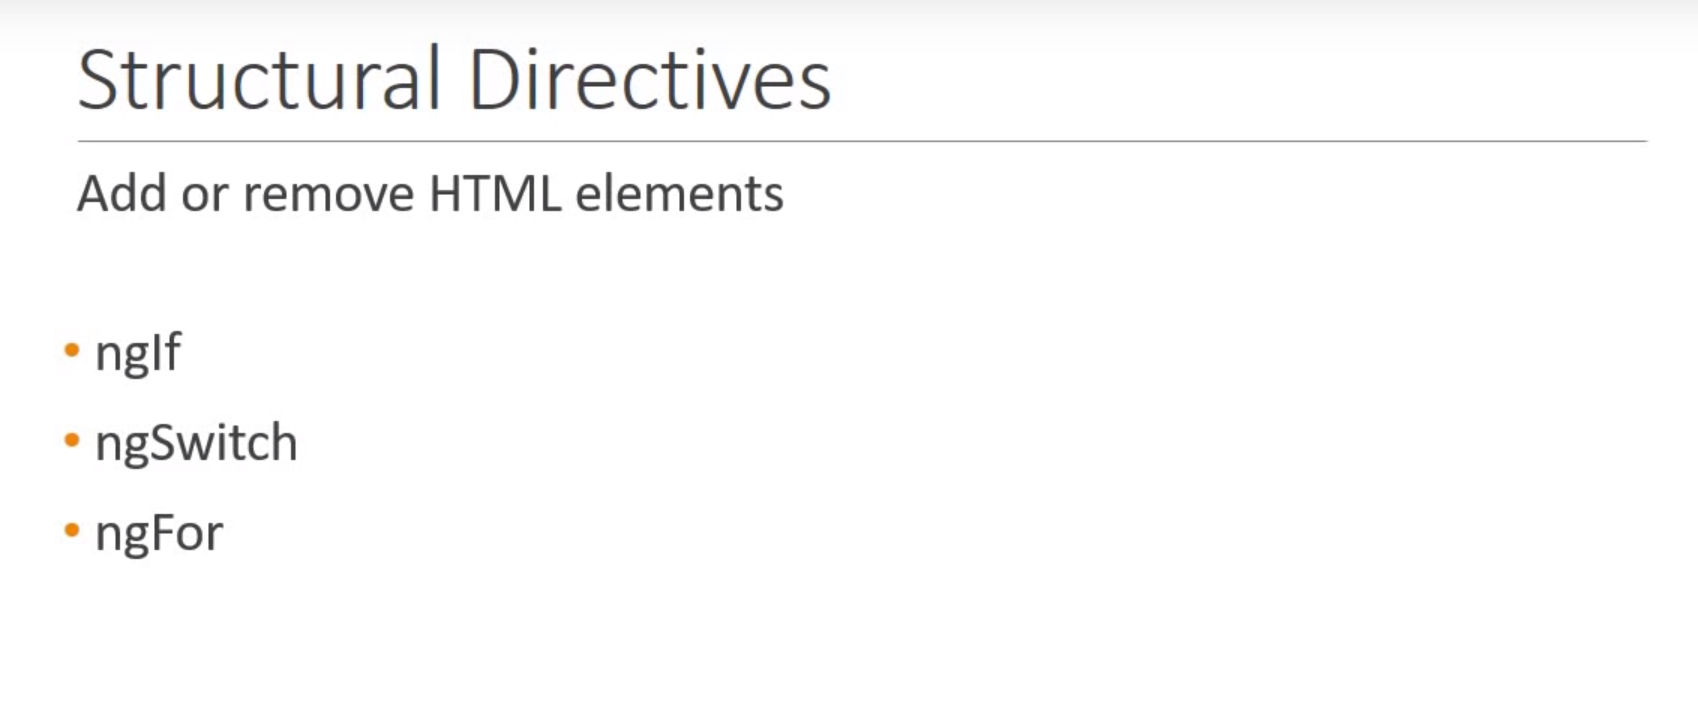 Structural Directives
Add or remove HTML elements
• ngIf
• ngSwitch
• ngFor